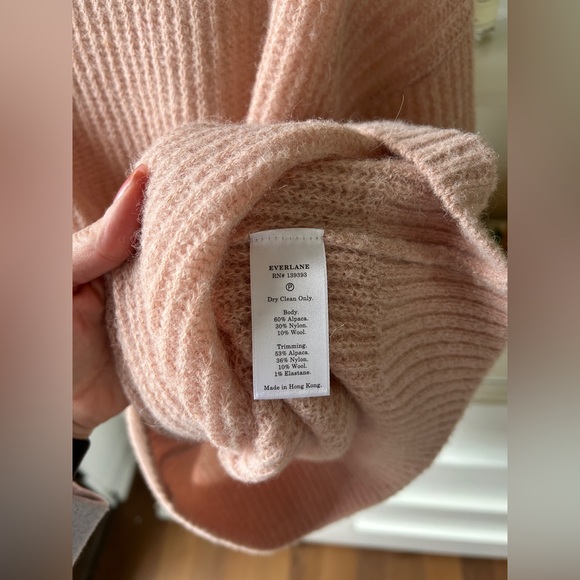 EVERLANE
RN# 139393
P
Dry Clean Only.
Body.
60% Alpaca.
30% Nylon.
10% Wool.
Trimming.
53% Alpaca.
36% Nylon.
10% Wool.
1% Elastane.
Made in Hong Kong.